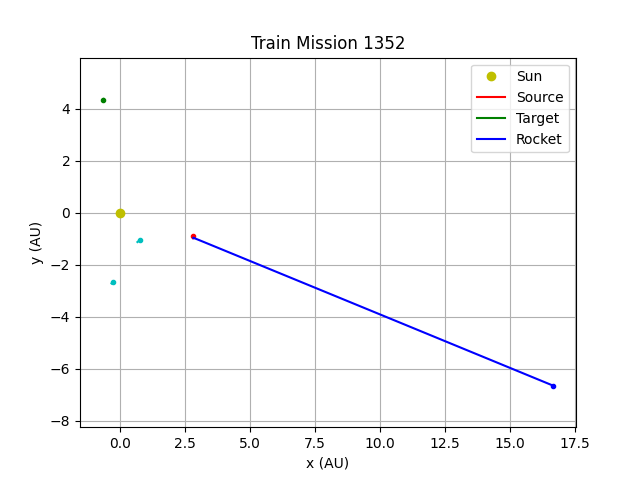 Train Mission 1352
Sun
Source
Target
Rocket
y (AU)
4
2
0
−2
−4
−6
−8
0.0 2.5 5.0 7.5 10.0 12.5 15.0 17.5
x (AU)